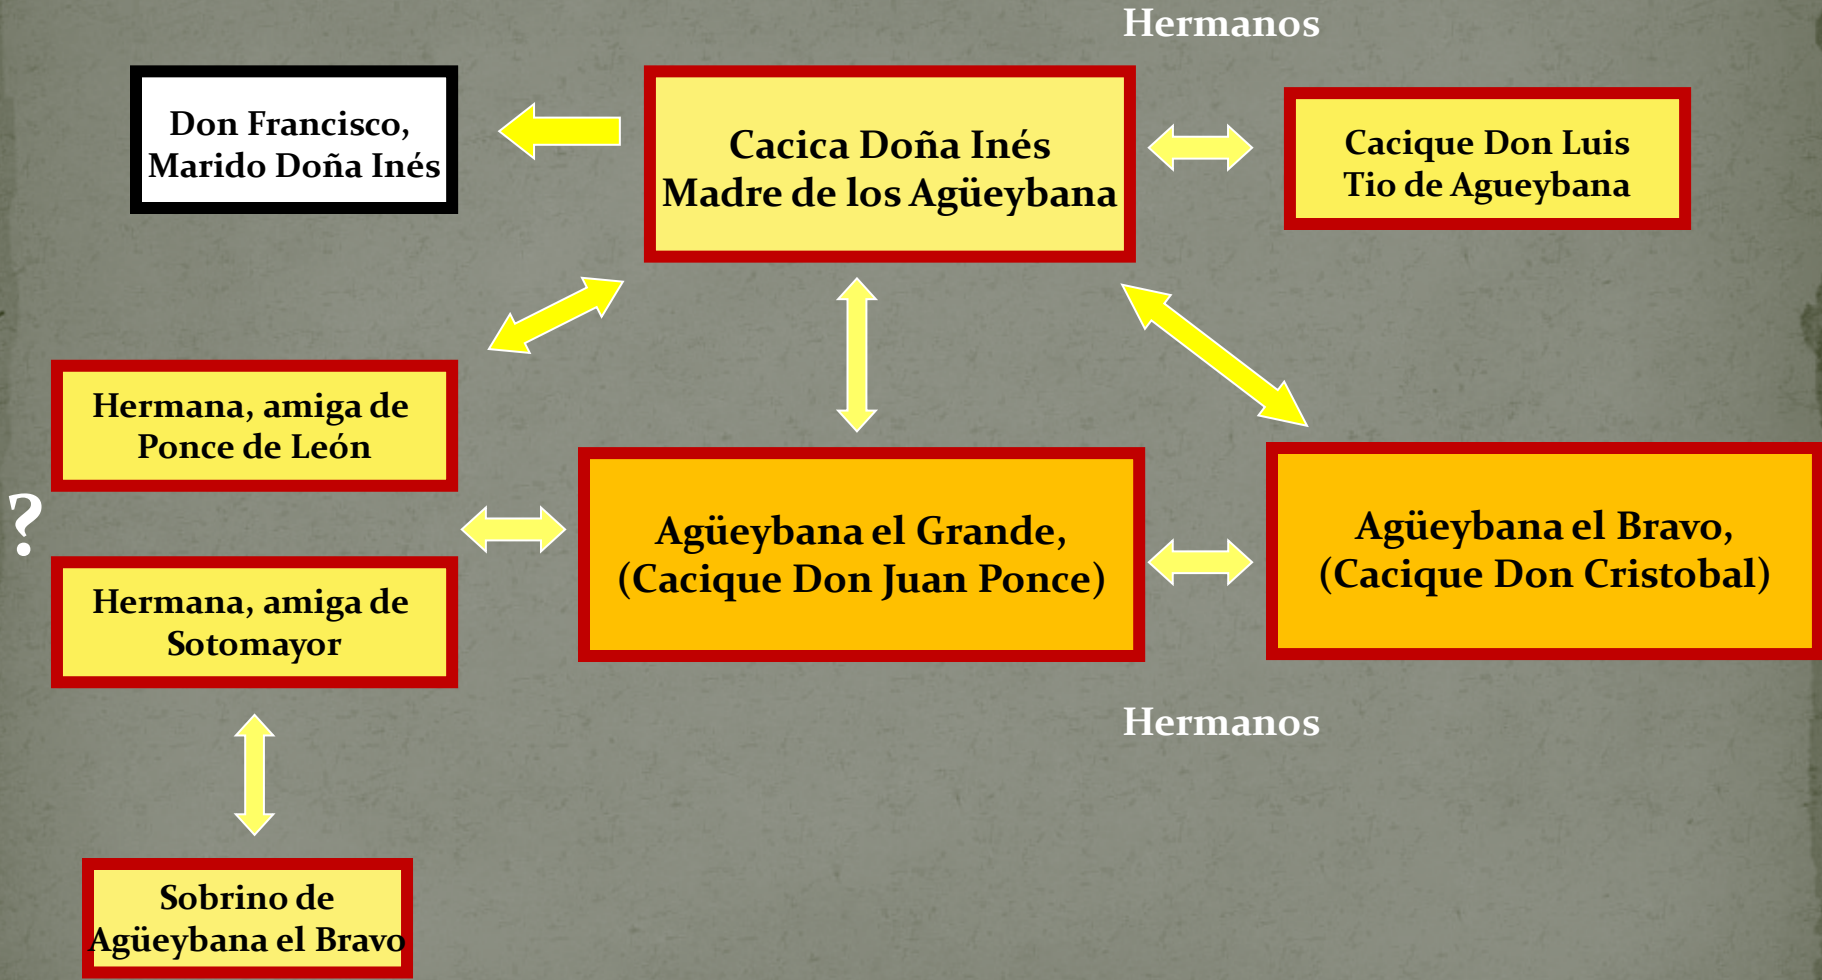 Hermanos
Don Francisco,
Marido Doña Inés
Cacica Doña Inés
Madre de los Agüeybana
Cacique Don Luis
Tio de Agueybana
Hermana, amiga de
Ponce de León
?
Hermana, amiga de
Sotomayor
Agüeybana el Grande,
(Cacique Don Juan Ponce)
Agüeybana el Bravo,
(Cacique Don Cristobal)
Hermanos
Sobrino de
Agüeybana el Bravo